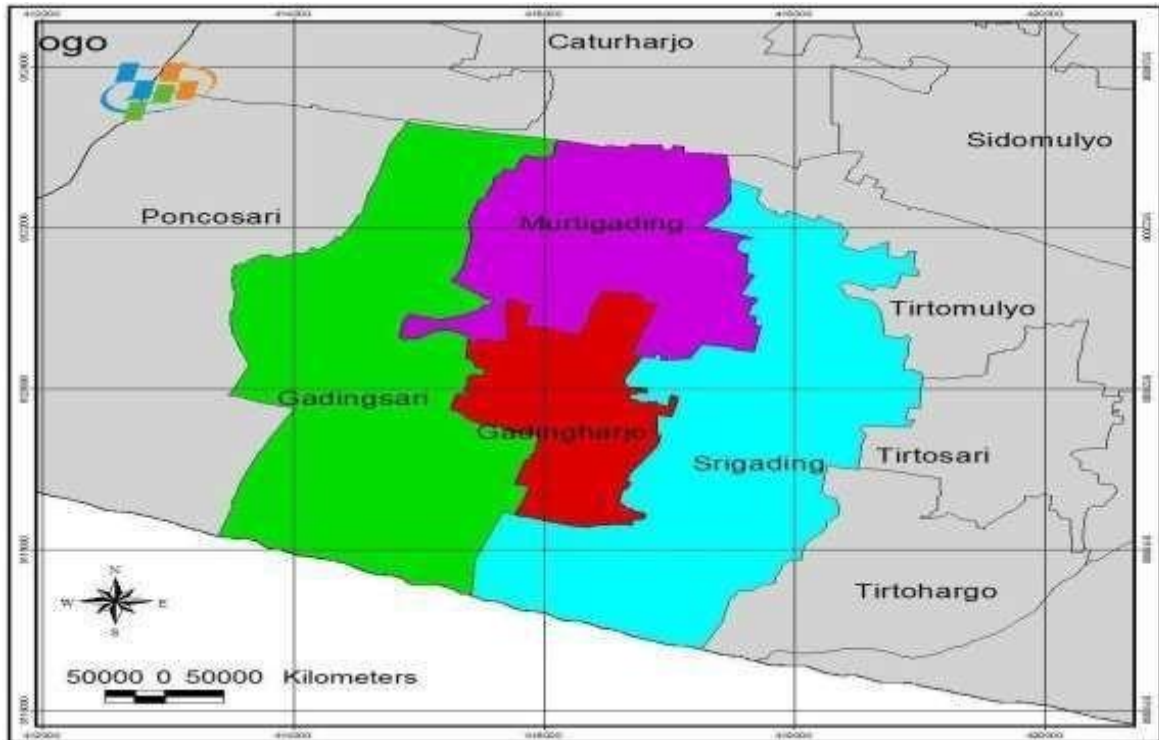 ogo
Caturharjo
Sidomulyo
Poncosari
Murtigading
Tirtomulyo
Gadingsari
Gadingharjo
Srigading
Tirtosari
Tirtohargo
N
W E
S
50000 0 50000 Kilometers